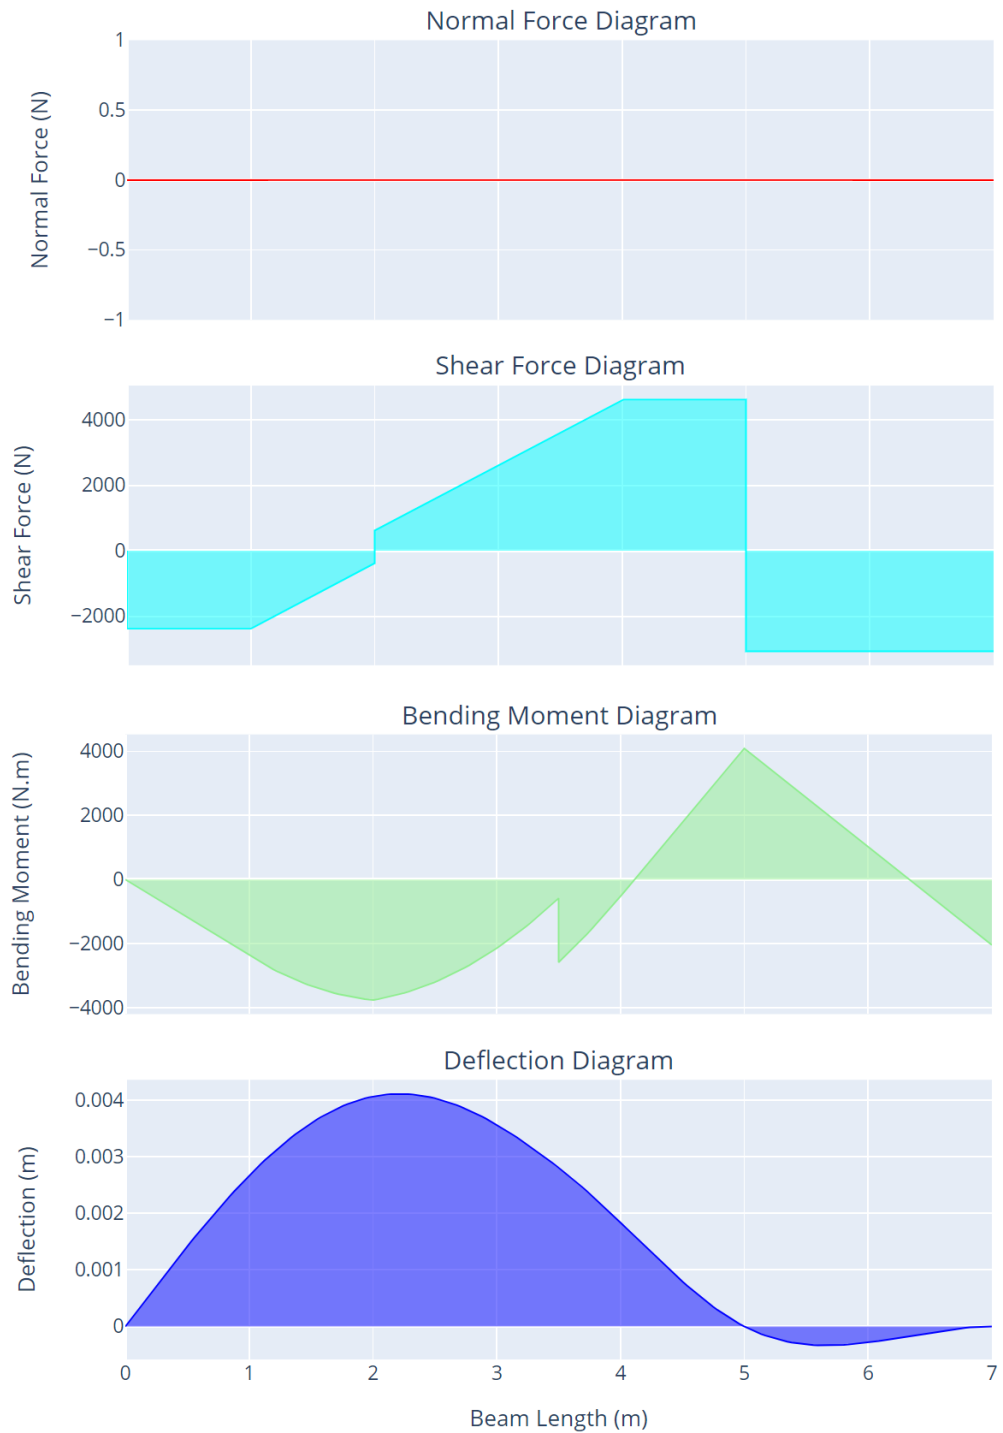 Normal Force Diagram
1
0.5
0
−0.5
−1
Normal Force (N)
Shear Force Diagram
4000
2000
0
−2000
Shear Force (N)
Bending Moment Diagram
4000
2000
0
−2000
−4000
Bending Moment (N.m)
Deflection Diagram
0.004
0.003
0.002
0.001
0
Deflection (m)
0 1 2 3 4 5 6 7
Beam Length (m)